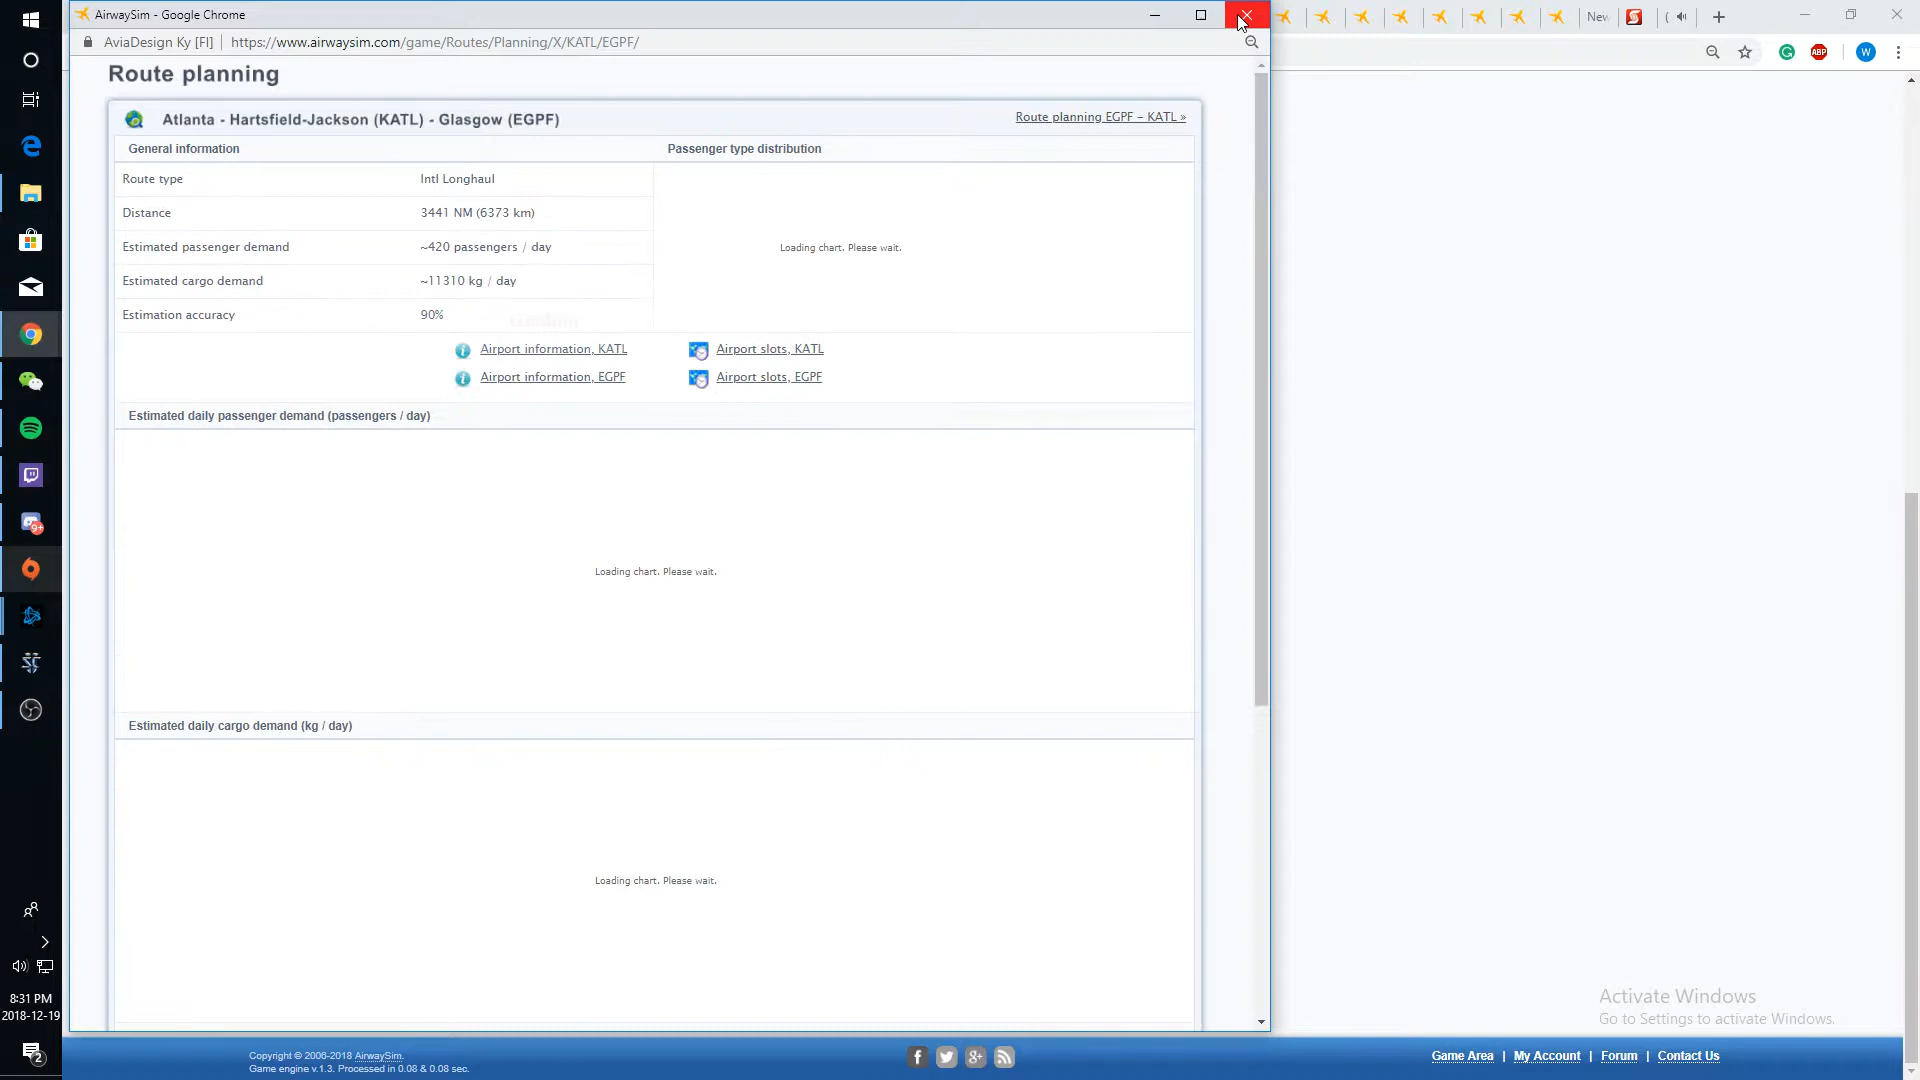 AirwaySim - Google Chrome
AviaDesign Ky [FI] https://www.airwaysim.com/game/Routes/Planning/X/KATL/EGPF/
New
ABP
W
Route planning
Atlanta - Hartsfield-Jackson (KATL) - Glasgow (EGPF)
Route planning EGPF - KATL »
General information
Passenger type distribution
Route type Intl Longhaul
Distance 3441 NM (6373 km)
Estimated passenger demand ~420 passengers / day
Loading chart. Please wait.
Estimated cargo demand ~11310 kg / day
Estimation accuracy 90%
Airport information, KATL
Airport slots, KATL
Airport information, EGPF
Airport slots, EGPF
Estimated daily passenger demand (passengers / day)
Loading chart. Please wait.
Estimated daily cargo demand (kg / day)
Loading chart. Please wait.
9+
8:31 PM
2018-12-19
2
Activate Windows
Go to Settings to activate Windows.
Copyright © 2006-2018 AirwaySim.
Game engine v.1.3. Processed in 0.08 & 0.08 sec.
Game Area | My Account | Forum | Contact Us